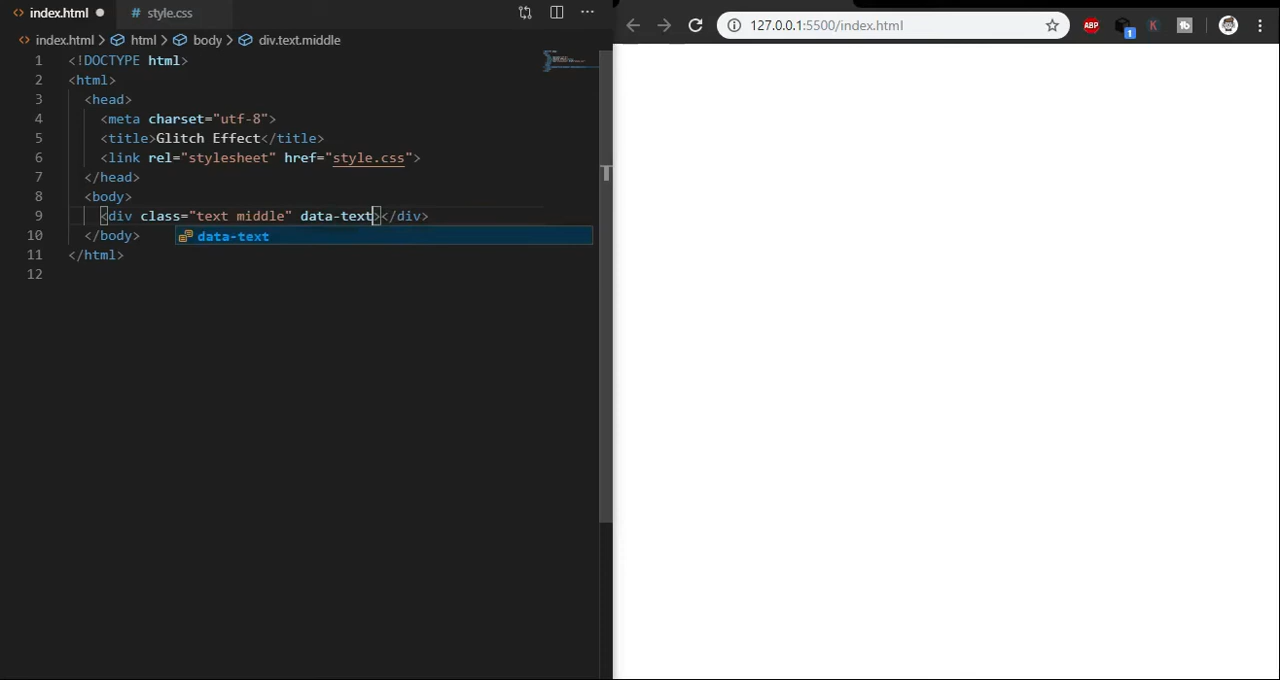 index.html
style.css
index.html > html > body > div.text.middle
1 <!DOCTYPE html>
2 <html>
3 <head>
4 <meta charset="utf-8">
5 <title>Glitch Effect</title>
6 <link rel="stylesheet" href="style.css">
7 </head>
8 <body>
9 <div class="text middle" data-text></div>
data-text
10 </body>
11 </html>
12
127.0.0.1:5500/index.html
ABP
1
K
tb